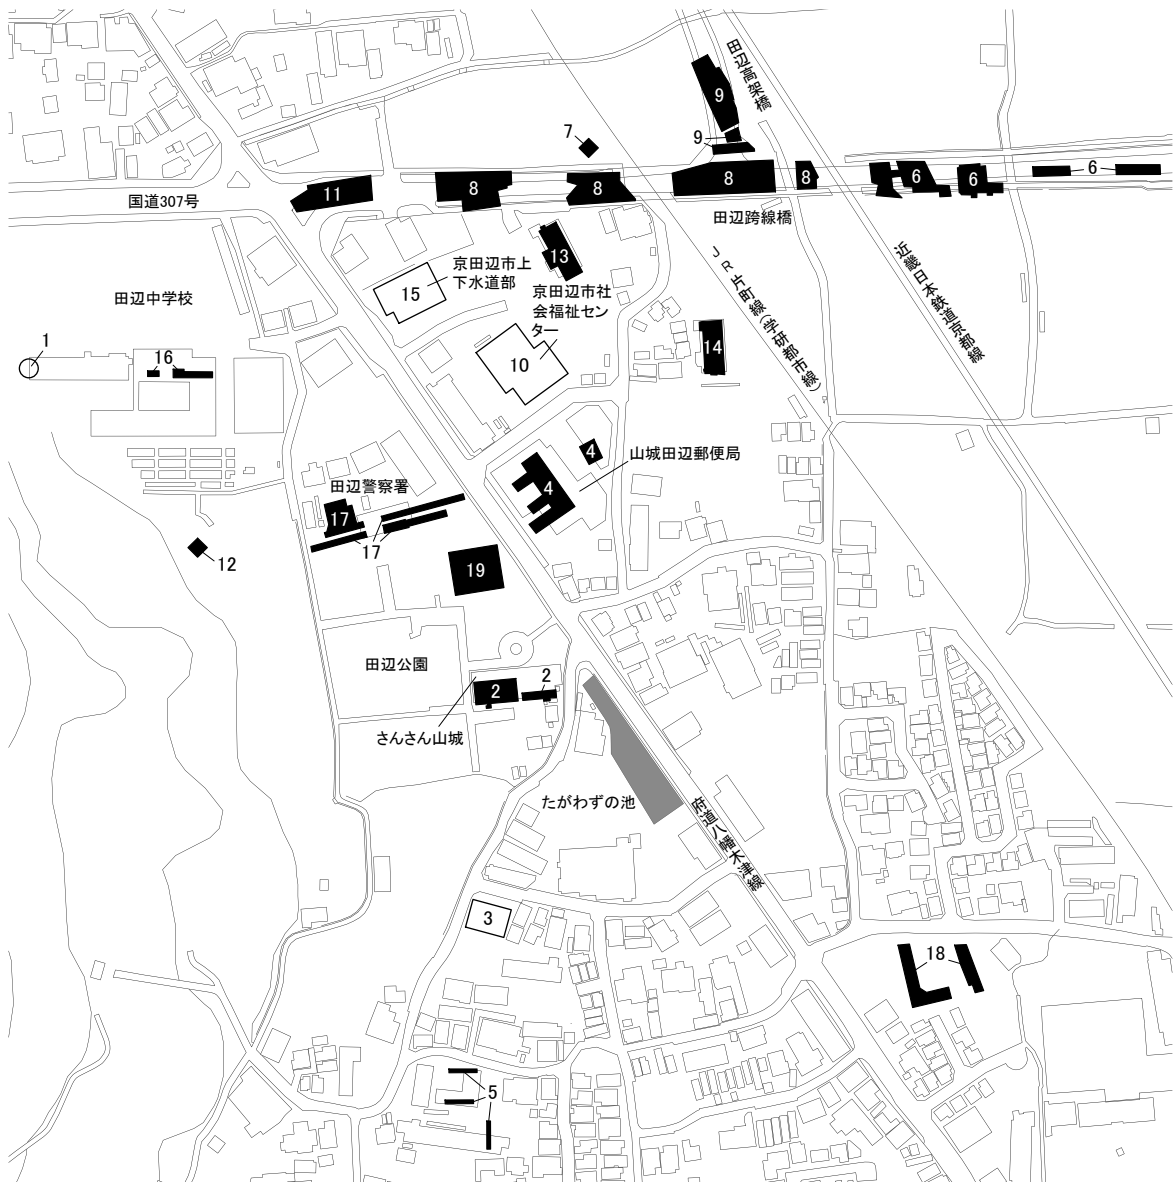 田辺高架橋
9
7
9
6
11
8
8
8
8
6
6
国道307号
田辺跨線橋
13
京田辺市上
下水道部
15
京田辺市社
会福祉セン
ター
10
JR片町線(学研都市線)
近畿日本鉄道京都線
田辺中学校
1
16
14
4
4
山城田辺郵便局
田辺警察署
17
17
12
19
田辺公園
2
2
さんさん山城
たがわずの池
府道八幡木津線
3
18
5